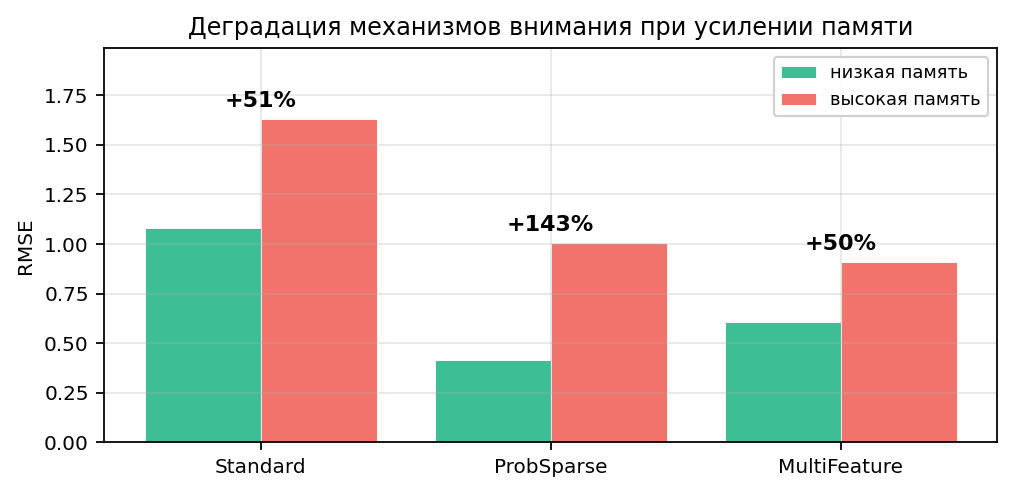 Деградация механизмов внимания при усилении памяти
низкая память
высокая память
RMSE
1.75
1.50
1.25
1.00
0.75
0.50
0.25
0.00
+51%
+143%
+50%
Standard
ProbSparse
MultiFeature